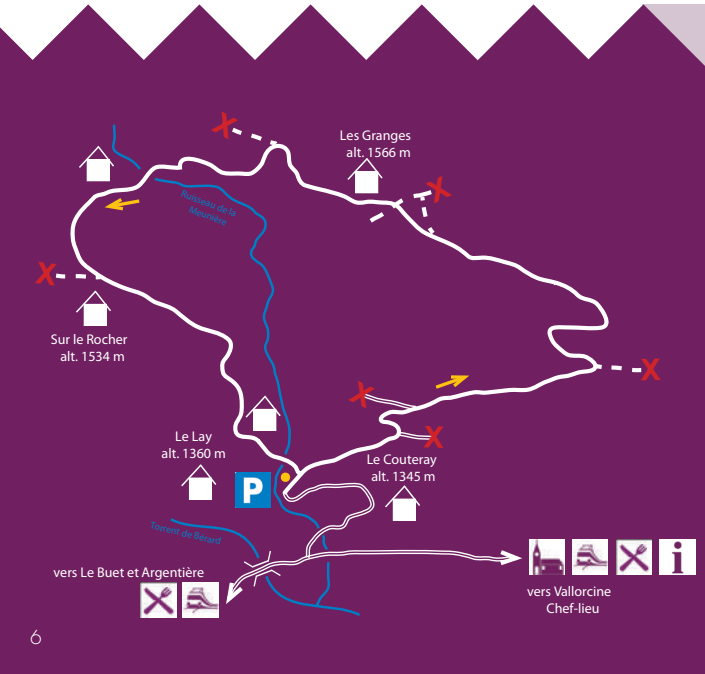 Les Granges
alt. 1566 m
Ruisseau de la
Meunière
Sur le Rocher
alt. 1534 m
Le Lay
alt. 1360 m
Le Couteray
alt. 1345 m
P
Torrent de Bérard
vers Le Buet et Argentière
i
vers Vallorcine
Chef-lieu
6